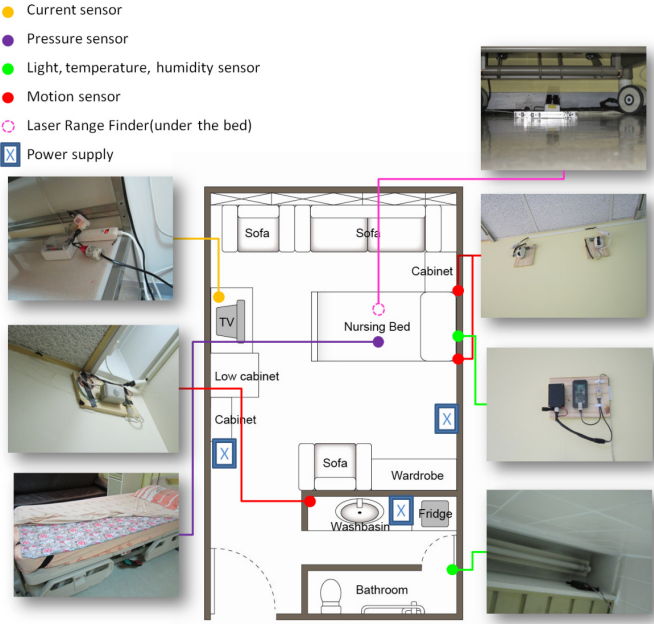 Current sensor
Pressure sensor
Light, temperature, humidity sensor
Motion sensor
Laser Range Finder(under the bed)
X Power supply
Sofa
Sofa
Cabinet
TV
Nursing Bed
Low cabinet
Cabinet
X
X
Sofa
Wardrobe
X
Fridge
Washbasin
Bathroom